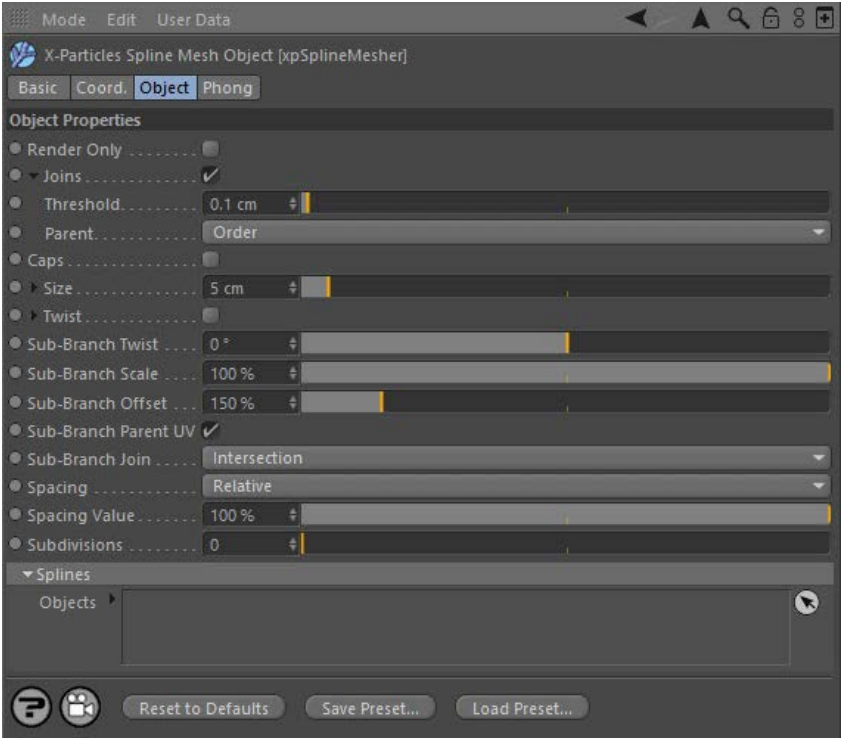 Mode Edit User Data
X-Particles Spline Mesh Object [xpSplineMesher]
Basic Coord. Object Phong
Object Properties
Render Only
Joins
Threshold 0.1 cm
Parent Order
Caps
Size 5 cm
Twist
Sub-Branch Twist 0 °
Sub-Branch Scale 100 %
Sub-Branch Offset 150 %
Sub-Branch Parent UV
Sub-Branch Join Intersection
Spacing Relative
Spacing Value 100 %
Subdivisions 0
Splines
Objects
Reset to Defaults Save Preset... Load Preset...